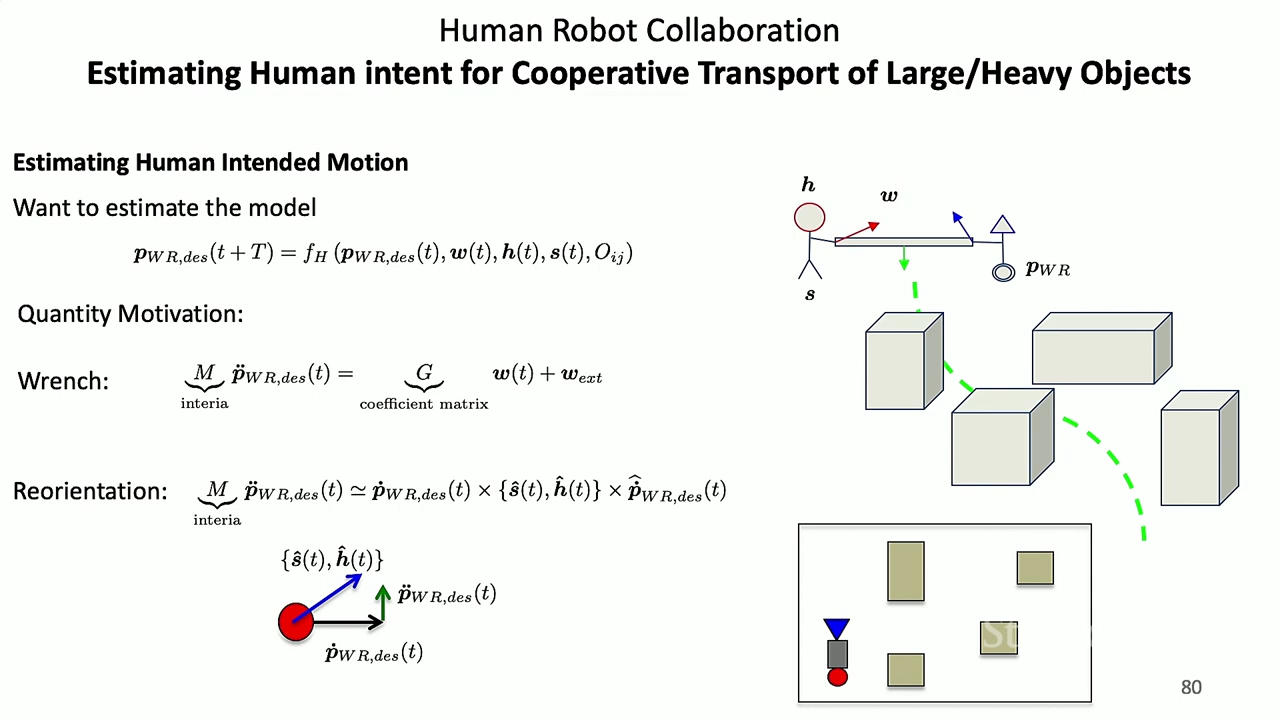 Human Robot Collaboration
Estimating Human intent for Cooperative Transport of Large/Heavy Objects
Estimating Human Intended Motion
Want to estimate the model
p_{WR,des}(t + T) = f_H (p_{WR,des}(t), w(t), h(t), s(t), O_{ij})
Quantity Motivation:
Wrench: M p̈_{WR,des}(t) = G w(t) + w_{ext}
interia coefficient matrix
Reorientation: M p̈_{WR,des}(t) ≃ ṗ_{WR,des}(t) × {ŝ(t), ĥ(t)} × \hat{ṗ}_{WR,des}(t)
interia
{ŝ(t), ĥ(t)}
p̈_{WR,des}(t)
ṗ_{WR,des}(t)
h
w
p_{WR}
s
80